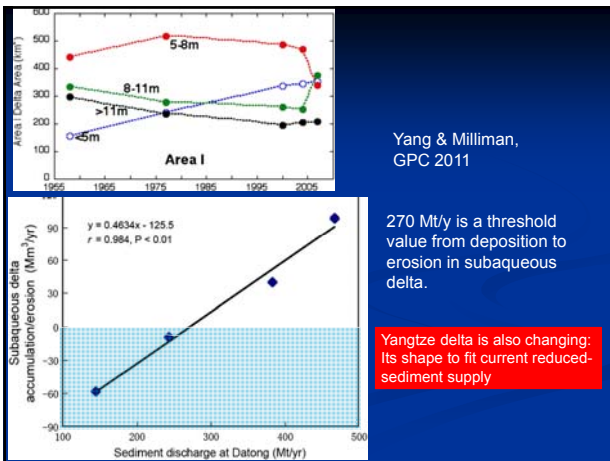 600
500
400
300
200
100
0
Area I Delta Area (km²)
5-8m
8-11m
>11m
<5m
Area I
1955 1965 1975 1985 1995 2005
Yang & Milliman,
GPC 2011
120
90
60
30
0
-30
-60
-90
Subaqueous delta
accumulation/erosion (Mm³/yr)
y = 0.4634x - 125.5
r = 0.984, P < 0.01
100 200 300 400 500
Sediment discharge at Datong (Mt/yr)
270 Mt/y is a threshold
value from deposition to
erosion in subaqueous
delta.
Yangtze delta is also changing:
Its shape to fit current reduced-
sediment supply